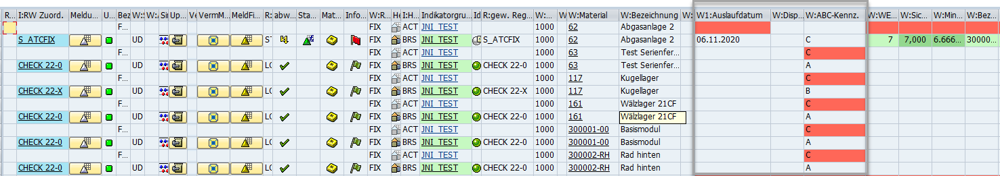 R... I:RW Zuord. Meldu... U... Bez W:S W:A Sim Up... Ve VermM... MeldFi... R: abw... Sta... Mat... Info... W:R... He I:H... Indikatorgru... Id R:gew. Reg... W:... W... W:Material W:Bezeichnung W: W1:Auslaufdatum W:Disp... W:ABC-Kennz. W:WE... W:Sic... W:Min... W:Bez...
F... FIX ACT JNI_TEST 1000 62 Abgasanlage 2
S_ATCFIX UD ST FIX BRS JNI_TEST S_ATCFIX 1000 62 Abgasanlage 2 06.11.2020 C 7 7,000 6.666... 30000...
F... FIX ACT JNI_TEST 1000 63 Test Serienfer... C
CHECK 22-0 UD LO FIX BRS JNI_TEST CHECK 22-0 1000 63 Test Serienfer... A
F... FIX ACT JNI_TEST 1000 117 Kugellager C
CHECK 22-X UD LO FIX BRS JNI_TEST CHECK 22-X 1000 117 Kugellager B
F... FIX ACT JNI_TEST 1000 161 Wälzlager 21CF C
CHECK 22-0 UD LO FIX BRS JNI_TEST CHECK 22-0 1000 161 Wälzlager 21CF A
F... FIX ACT JNI_TEST 1000 300001-00 Basismodul C
CHECK 22-0 UD LO FIX BRS JNI_TEST CHECK 22-0 1000 300001-00 Basismodul A
F... FIX ACT JNI_TEST 1000 300002-RH Rad hinten C
CHECK 22-0 UD LO FIX BRS JNI_TEST CHECK 22-0 1000 300002-RH Rad hinten A